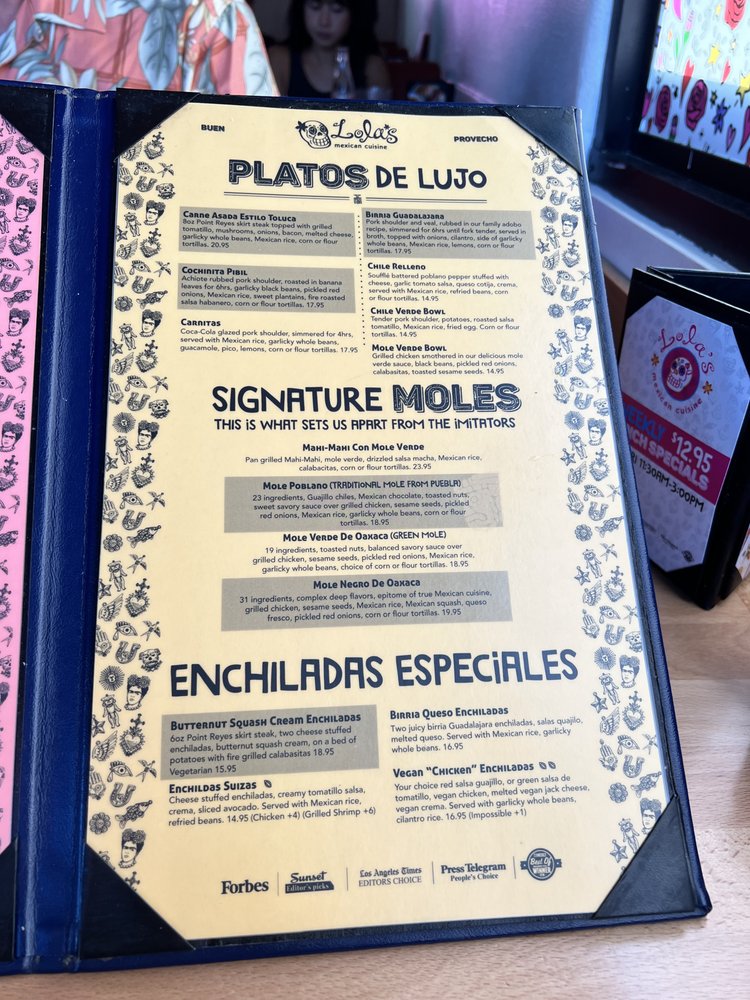 BUEN
Lola's
mexican cuisine
PROVECHO
PLATOS DE LUJO
Carne Asada Estilo Toluca
8oz Point Reyes skirt steak topped with grilled
tomatillo, mushrooms, onions, bacon, melted cheese,
garlicky whole beans, Mexican rice, corn or flour
tortillas. 20.95
Cochinita Pibil
Achiote rubbed pork shoulder, roasted in banana
leaves for 6hrs, garlicky black beans, pickled red
onions, Mexican rice, sweet plantains, fire roasted
salsa habanero, corn or flour tortillas. 17.95
Carnitas
Coca-Cola glazed pork shoulder, simmered for 4hrs,
served with Mexican rice, garlicky whole beans,
guacamole, pico, lemons, corn or flour tortillas. 17.95
Birria Guadalajara
Pork shoulder and veal, rubbed in our family adobo
recipe, simmered for 6hrs until fork tender, served in
broth, topped with onions, cilantro, side of garlicky
whole beans, Mexican rice, lemons, corn or flour
tortillas. 17.95
Chile Relleno
Soufflé battered poblano pepper stuffed with
cheese, garlic tomato salsa, queso cotija, crema,
served with Mexican rice, refried beans, corn
or flour tortillas. 14.95
Chile Verde Bowl
Tender pork shoulder, potatoes, roasted salsa
tomatillo, Mexican rice, fried egg. Corn or flour
tortillas. 14.95
Mole Verde Bowl
Grilled chicken smothered in our delicious mole
verde sauce, black beans, pickled red onions,
calabasitas, toasted sesame seeds. 14.95
SIGNATURE MOLES
THIS IS WHAT SETS US APART FROM THE IMITATORS
Mahi-Mahi Con Mole Verde
Pan grilled Mahi-Mahi, mole verde, drizzled salsa macha, Mexican rice,
calabacitas, corn or flour tortillas. 23.95
Mole Poblano (TRADITIONAL MOLE FROM PUEBLA)
23 ingredients, Guajillo chiles, Mexican chocolate, toasted nuts,
sweet savory sauce over grilled chicken, sesame seeds, pickled
red onions, Mexican rice, garlicky whole beans, corn or flour
tortillas. 18.95
Mole Verde De Oaxaca (GREEN MOLE)
19 ingredients, toasted nuts, balanced savory sauce over
grilled chicken, sesame seeds, pickled red onions, Mexican rice,
garlicky whole beans, choice of corn or flour tortillas. 18.95
Mole Negro De Oaxaca
31 ingredients, complex deep flavors, epitome of true Mexican cuisine,
grilled chicken, sesame seeds, Mexican rice, Mexican squash, queso
fresco, pickled red onions, corn or flour tortillas. 19.95
ENCHILADAS ESPECIALES
Butternut Squash Cream Enchiladas
6oz Point Reyes skirt steak, two cheese stuffed
enchiladas, butternut squash cream, on a bed of
potatoes with fire grilled calabasitas 18.95
Vegetarian 15.95
Enchildas Suizas
Cheese stuffed enchiladas, creamy tomatillo salsa,
crema, sliced avocado. Served with Mexican rice,
refried beans. 14.95 (Chicken +4) (Grilled Shrimp +6)
Birria Queso Enchiladas
Two juicy birria Guadalajara enchiladas, salas quajilo,
melted queso. Served with Mexican rice, garlicky
whole beans. 16.95
Vegan "Chicken" Enchiladas
Your choice red salsa guajillo, or green salsa de
tomatillo, vegan chicken, melted vegan jack cheese,
vegan crema. Served with garlicky whole beans,
cilantro rice. 16.95 (Impossible +1)
Forbes
Sunset
Editor's picks
Los Angeles Times
EDITORS CHOICE
Press Telegram
People's Choice
Best Of
WINNER
Lola's
mexican cuisine
WEEKLY $12.95
LUNCH SPECIALS
11:30AM-3:00PM